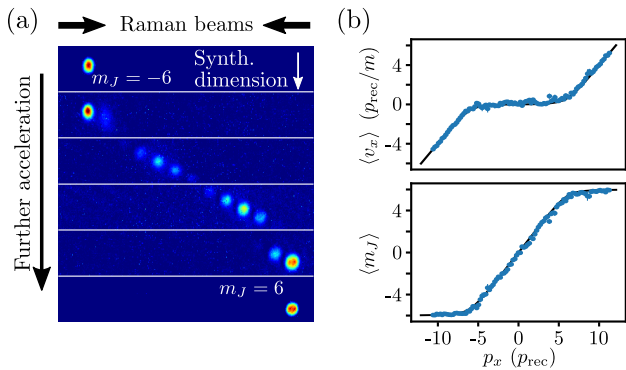 (a)
Raman beams
Further acceleration
m_J = −6
Synth.
dimension
m_J = 6
(b)
⟨v_x⟩ (p_rec/m)
4
0
-4
⟨m_J⟩
4
0
-4
-10 -5 0 5 10
p_x (p_rec)